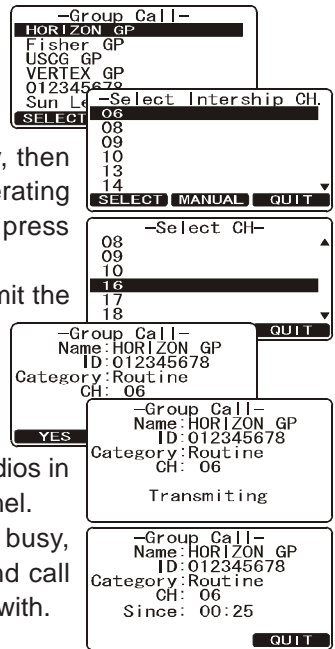 -Group Call-
HORIZON GP
Fisher GP
USCG GP
VERTEX GP
012345678
Sun Le
SELECT
-Select Intership CH.
06
08
09
10
13
14
SELECT MANUAL QUIT
, then
erating
press
-Select CH-
08
09
10
16
17
18
QUIT
mit the
-Group Call-
Name:HORIZON GP
ID:012345678
Category:Routine
CH: 06
YES
-Group Call-
Name:HORIZON GP
ID:012345678
Category:Routine
CH: 06
Transmiting
dios in
nel.
busy,
nd call
with.
-Group Call-
Name:HORIZON GP
ID:012345678
Category:Routine
CH: 06
Since: 00:25
QUIT